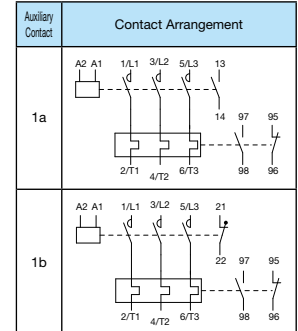 Auxiliary
Contact
Contact Arrangement
1a
A2 A1 1/L1 3/L2 5/L3 13
14 97 95
2/T1 4/T2 6/T3 98 96
1b
A2 A1 1/L1 3/L2 5/L3 21
22 97 95
2/T1 4/T2 6/T3 98 96